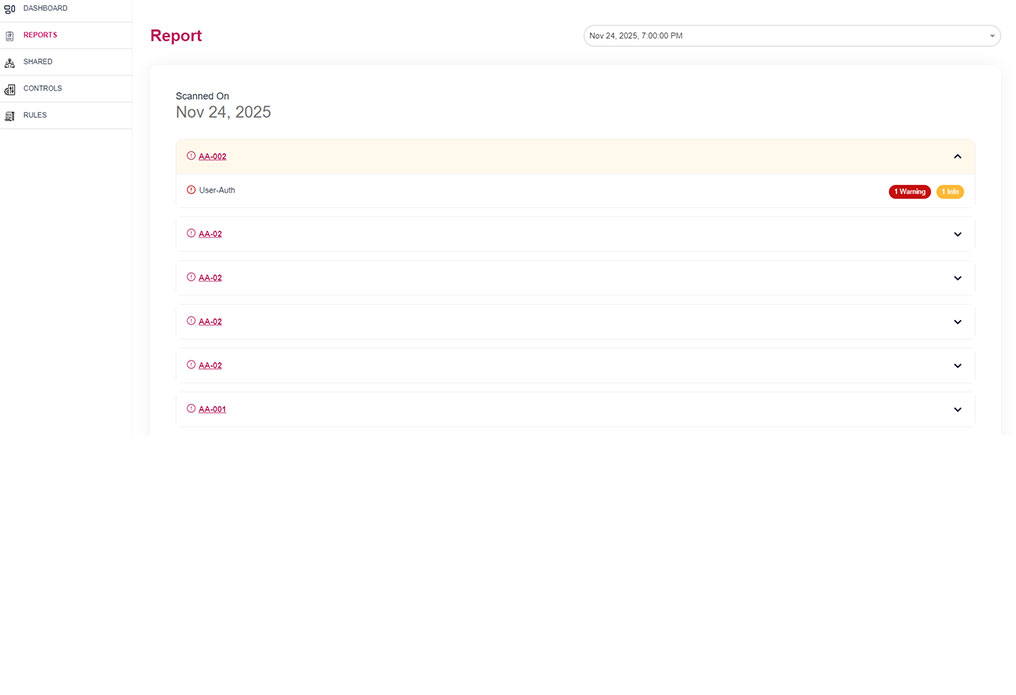 DASHBOARD
REPORTS
SHARED
CONTROLS
RULES
Report
Nov 24, 2025, 7:00:00 PM
Scanned On
Nov 24, 2025
AA-002
User-Auth
1 Warning
1 Info
AA-02
AA-02
AA-02
AA-02
AA-001